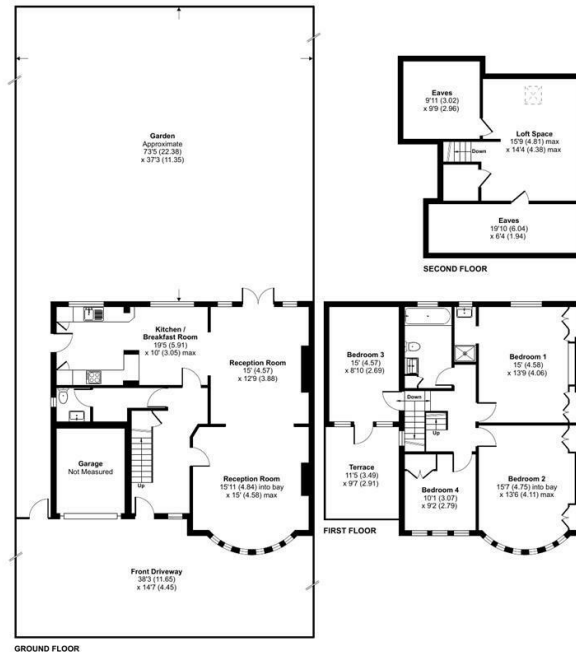 Garden
Approximate
73'5 (22.38)
x 37'3 (11.35)
Eaves
9'11 (3.02)
x 9'9 (2.96)
Loft Space
15'9 (4.81) max
x 14'4 (4.38) max
Down
Eaves
19'10 (6.04)
x 6'4 (1.94)
SECOND FLOOR
Kitchen /
Breakfast Room
19'5 (5.91)
x 10' (3.05) max
Reception Room
15' (4.57)
x 12'9 (3.88)
Garage
Not Measured
Up
Reception Room
15'11 (4.84) into bay
x 15' (4.58) max
Front Driveway
38'3 (11.65)
x 14'7 (4.45)
GROUND FLOOR
Bedroom 3
15' (4.57)
x 8'10 (2.69)
Bedroom 1
15' (4.58)
x 13'9 (4.06)
Down
Up
Terrace
11'5 (3.49)
x 9'7 (2.91)
Bedroom 4
10'1 (3.07)
x 9'2 (2.79)
Bedroom 2
15'7 (4.75) into bay
x 13'6 (4.11) max
FIRST FLOOR